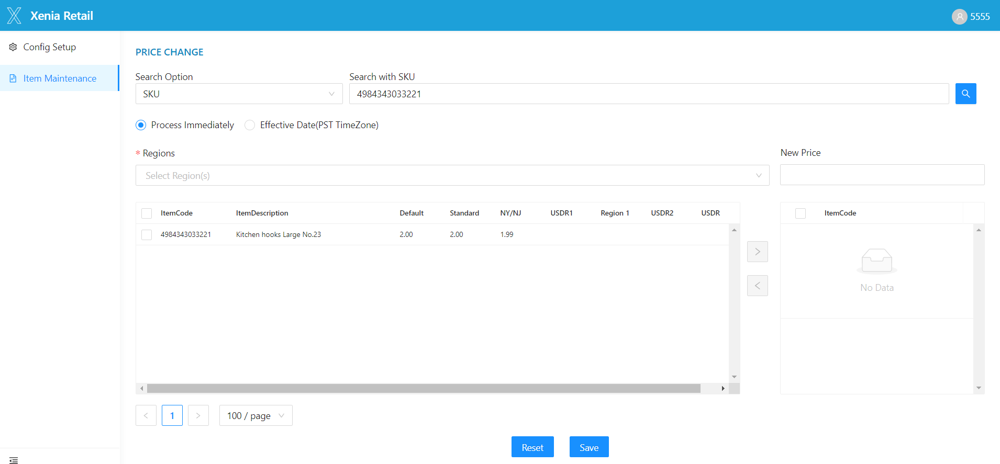 Xenia Retail
5555
Config Setup
Item Maintenance
PRICE CHANGE
Search Option
Search with SKU
SKU
4984343033221
Process Immediately
Effective Date(PST TimeZone)
* Regions
New Price
Select Region(s)
ItemCode ItemDescription Default Standard NY/NJ USDR1 Region 1 USDR2 USDR
4984343033221 Kitchen hooks Large No.23 2.00 2.00 1.99
ItemCode
No Data
< 1 > 100 / page
Reset
Save